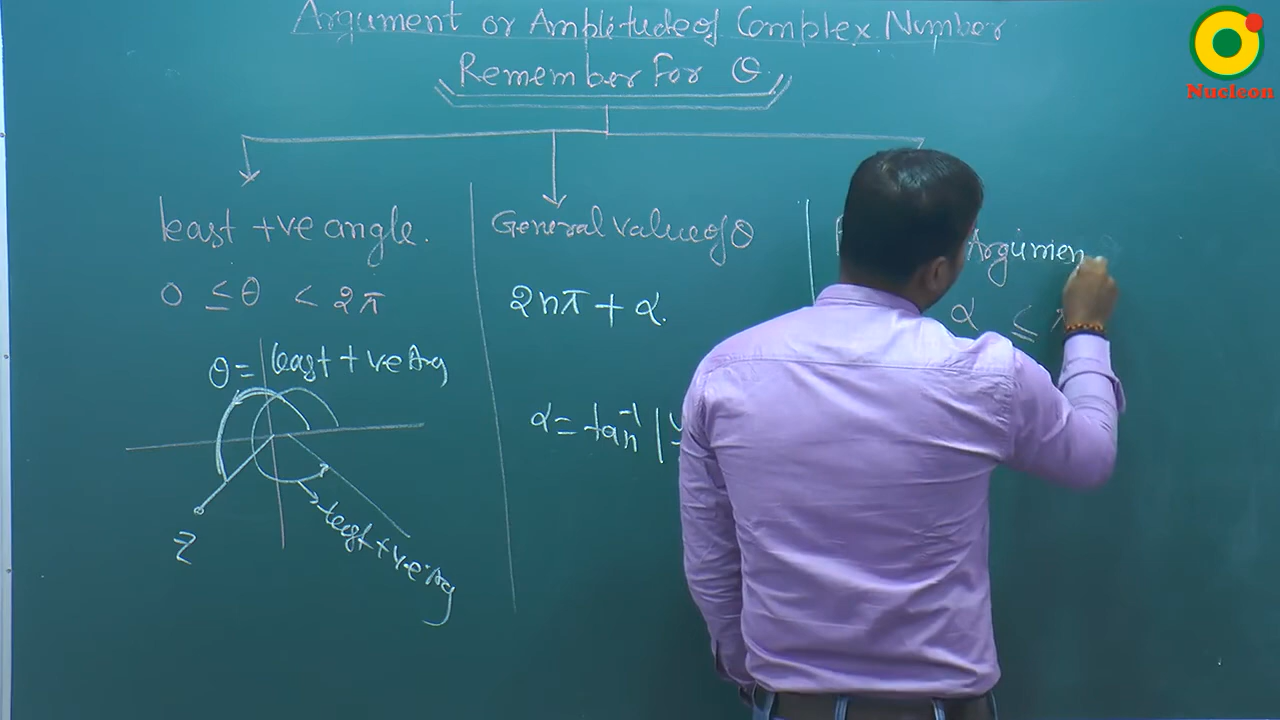 Argument or Amplitude of Complex Number
Remember For θ
Nucleon
least +ve angle.
0 ≤ θ < 2π
θ = least +ve Arg
Z
least +ve Arg
General value of θ
2nπ + α.
α = tan⁻¹ |y
Argumen
α ≤